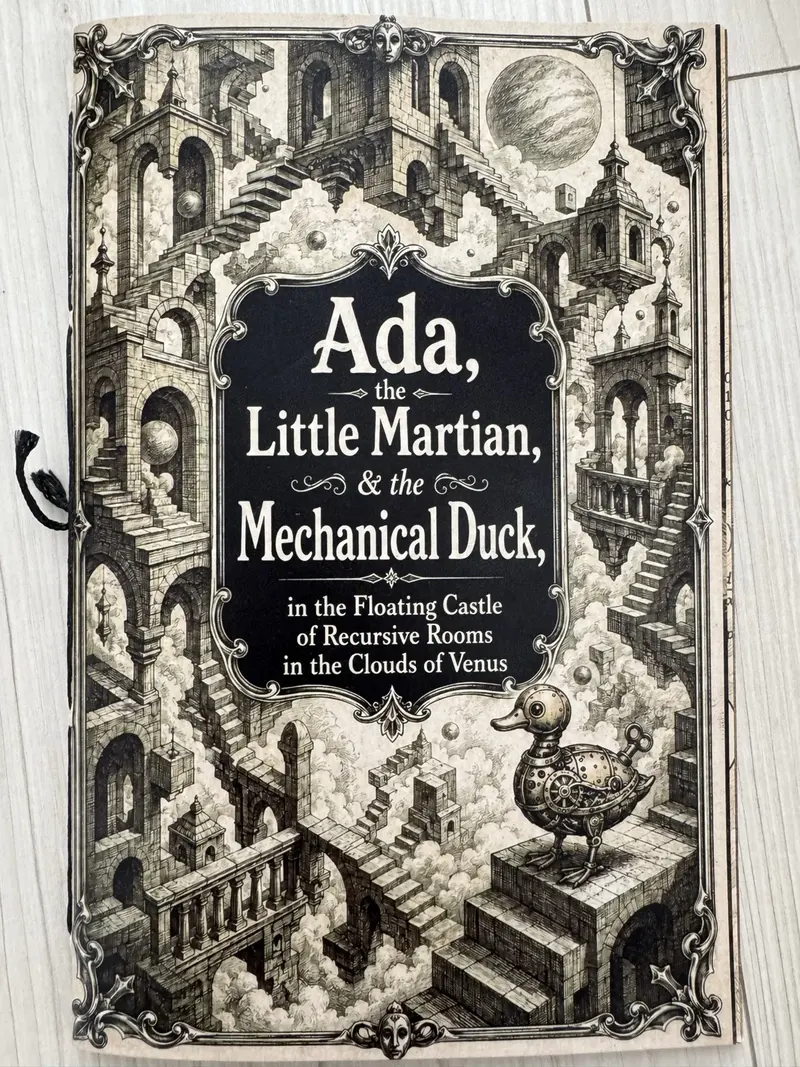 Ada,
the
Little Martian,
& the
Mechanical Duck,
in the Floating Castle
of Recursive Rooms
in the Clouds of Venus